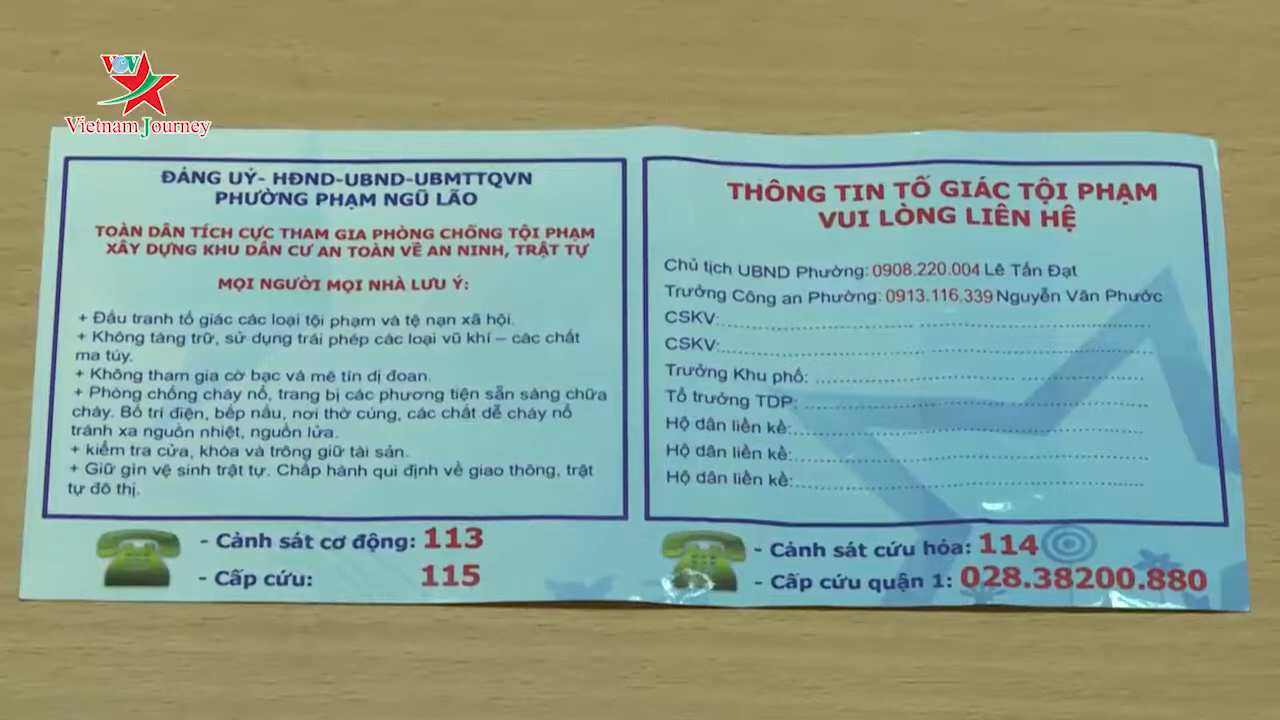 VOV
Vietnam Journey
ĐẢNG UỶ- HĐND-UBND-UBMTTQVN
PHƯỜNG PHẠM NGŨ LÃO
TOÀN DÂN TÍCH CỰC THAM GIA PHÒNG CHỐNG TỘI PHẠM
XÂY DỰNG KHU DÂN CƯ AN TOÀN VỀ AN NINH, TRẬT TỰ
MỌI NGƯỜI MỌI NHÀ LƯU Ý:
+ Đấu tranh tố giác các loại tội phạm và tệ nạn xã hội.
+ Không tàng trữ, sử dụng trái phép các loại vũ khí – các chất
ma túy.
+ Không tham gia cờ bạc và mê tín dị đoan.
+ Phòng chống cháy nổ, trang bị các phương tiện sẵn sàng chữa
cháy. Bố trí điện, bếp nấu, nơi thờ cúng, các chất dễ cháy nổ
tránh xa nguồn nhiệt, nguồn lửa.
+ kiểm tra cửa, khóa và trông giữ tài sản.
+ Giữ gìn vệ sinh trật tự. Chấp hành qui định về giao thông, trật
tự đô thị.
- Cảnh sát cơ động: 113
- Cấp cứu: 115
THÔNG TIN TỐ GIÁC TỘI PHẠM
VUI LÒNG LIÊN HỆ
Chủ tịch UBND Phường: 0908.220.004 Lê Tấn Đạt
Trưởng Công an Phường: 0913.116.339 Nguyễn Văn Phước
CSKV:
CSKV:
Trưởng Khu phố:
Tổ trưởng TDP:
Hộ dân liền kề:
Hộ dân liền kề:
Hộ dân liền kề:
- Cảnh sát cứu hỏa: 114
- Cấp cứu quận 1: 028.38200.880